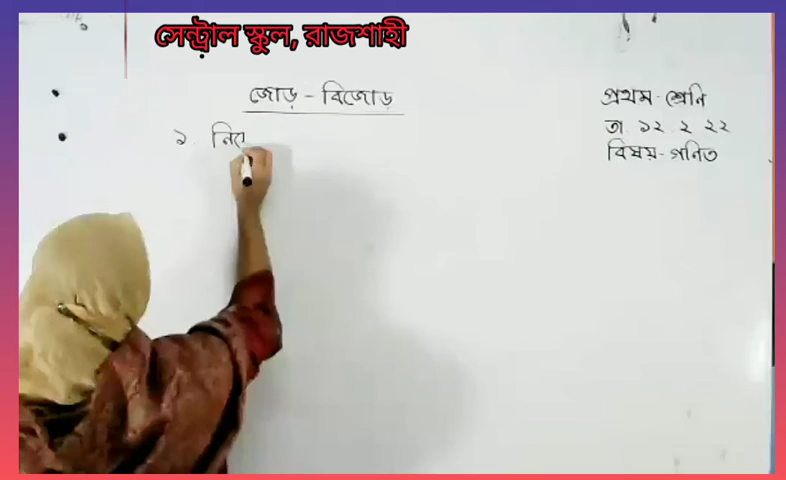 সেন্ট্রাল স্কুল, রাজশাহী
জোড় - বিজোড়
প্রথম - শ্রেনি
তা. ১২. ২. ২২
বিষয় - গনিত
১.